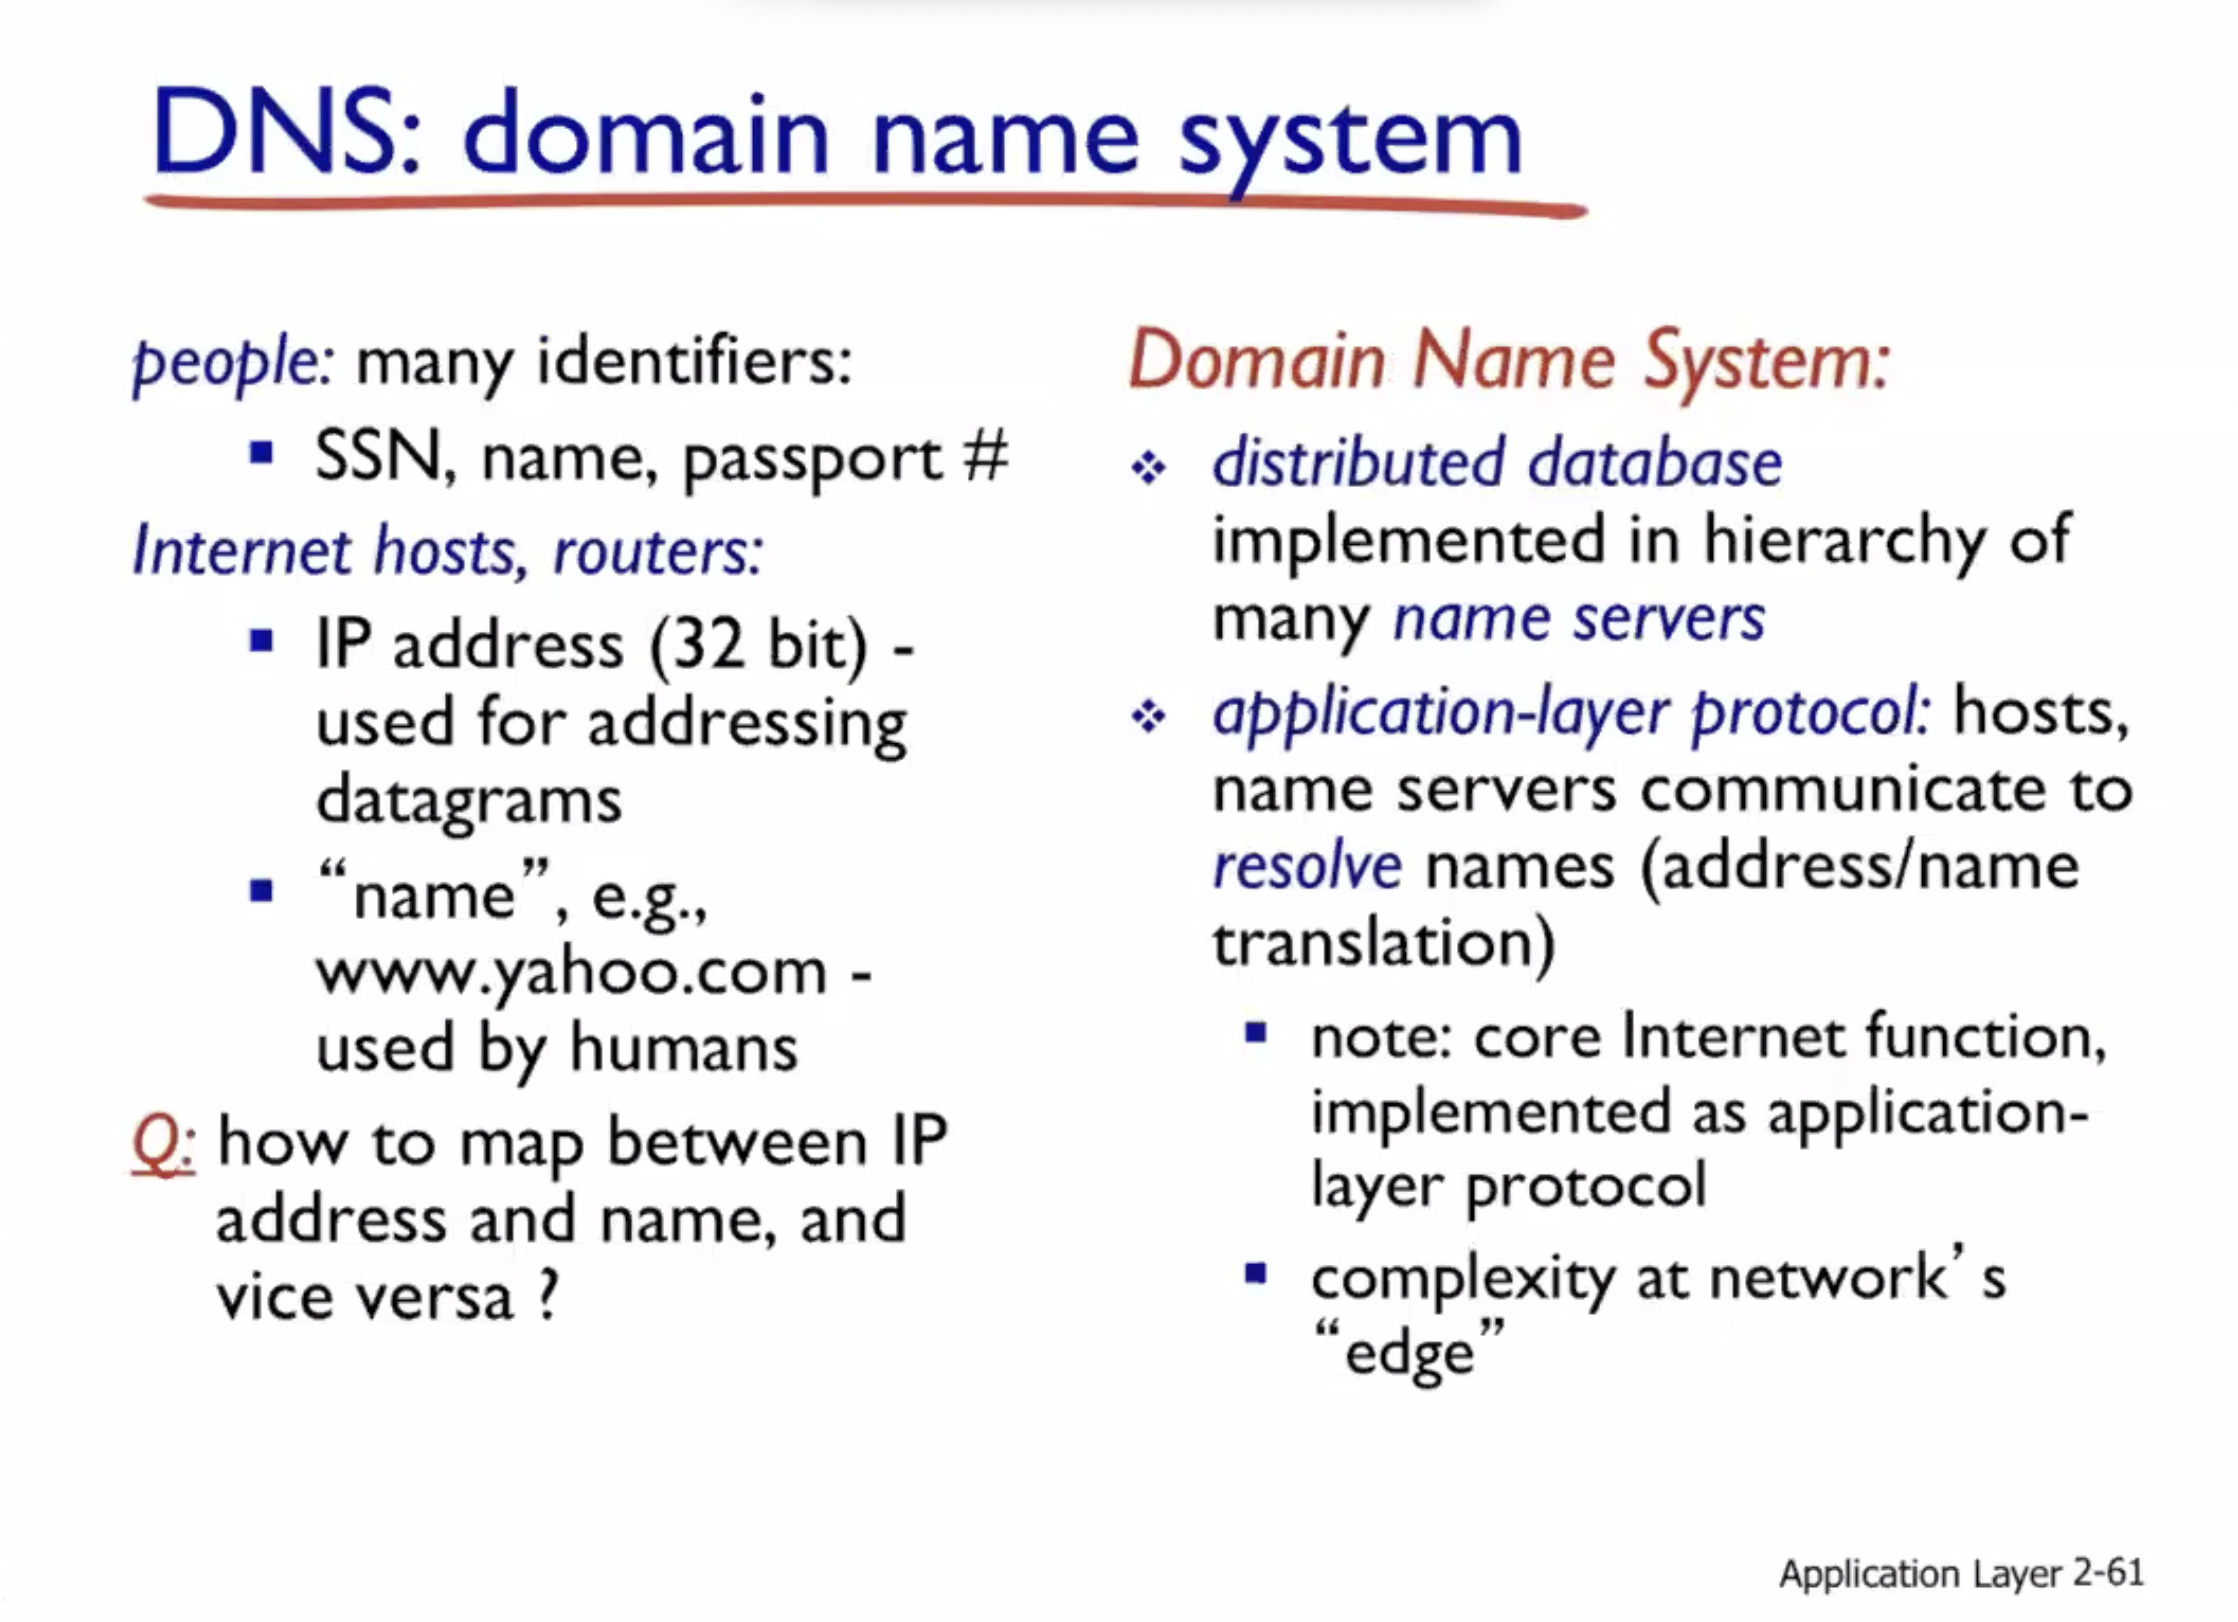 DNS: domain name system
people: many identifiers:
▪ SSN, name, passport #
Internet hosts, routers:
▪ IP address (32 bit) -
used for addressing
datagrams
▪ “name”, e.g.,
www.yahoo.com -
used by humans
Q: how to map between IP
address and name, and
vice versa ?
Domain Name System:
❖ distributed database
implemented in hierarchy of
many name servers
❖ application-layer protocol: hosts,
name servers communicate to
resolve names (address/name
translation)
▪ note: core Internet function,
implemented as application-
layer protocol
▪ complexity at network’s
“edge”
Application Layer 2-61